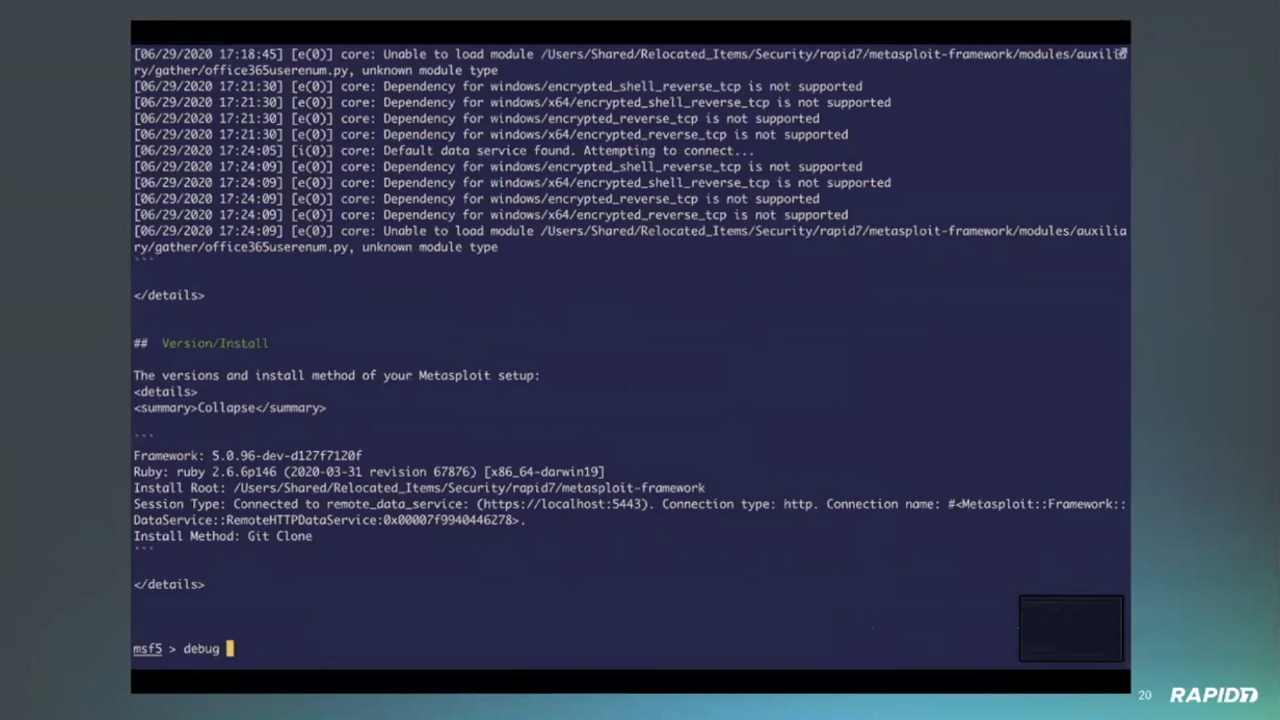 [06/29/2020 17:18:45] [e(0)] core: Unable to load module /Users/Shared/Relocated_Items/Security/rapid7/metasploit-framework/modules/auxilia
ry/gather/office365userenum.py, unknown module type
[06/29/2020 17:21:30] [e(0)] core: Dependency for windows/encrypted_shell_reverse_tcp is not supported
[06/29/2020 17:21:30] [e(0)] core: Dependency for windows/x64/encrypted_shell_reverse_tcp is not supported
[06/29/2020 17:21:30] [e(0)] core: Dependency for windows/encrypted_reverse_tcp is not supported
[06/29/2020 17:21:30] [e(0)] core: Dependency for windows/x64/encrypted_reverse_tcp is not supported
[06/29/2020 17:24:05] [i(0)] core: Default data service found. Attempting to connect...
[06/29/2020 17:24:09] [e(0)] core: Dependency for windows/encrypted_shell_reverse_tcp is not supported
[06/29/2020 17:24:09] [e(0)] core: Dependency for windows/x64/encrypted_shell_reverse_tcp is not supported
[06/29/2020 17:24:09] [e(0)] core: Dependency for windows/encrypted_reverse_tcp is not supported
[06/29/2020 17:24:09] [e(0)] core: Dependency for windows/x64/encrypted_reverse_tcp is not supported
[06/29/2020 17:24:09] [e(0)] core: Unable to load module /Users/Shared/Relocated_Items/Security/rapid7/metasploit-framework/modules/auxilia
ry/gather/office365userenum.py, unknown module type
```
</details>
## Version/Install
The versions and install method of your Metasploit setup:
<details>
<summary>Collapse</summary>
```
Framework: 5.0.96-dev-d127f7120f
Ruby: ruby 2.6.6p146 (2020-03-31 revision 67876) [x86_64-darwin19]
Install Root: /Users/Shared/Relocated_Items/Security/rapid7/metasploit-framework
Session Type: Connected to remote_data_service: (https://localhost:5443). Connection type: http. Connection name: #<Metasploit::Framework::
DataService::RemoteHTTPDataService:0x00007f9940446278>.
Install Method: Git Clone
```
</details>
msf5 > debug
20 RAPID7